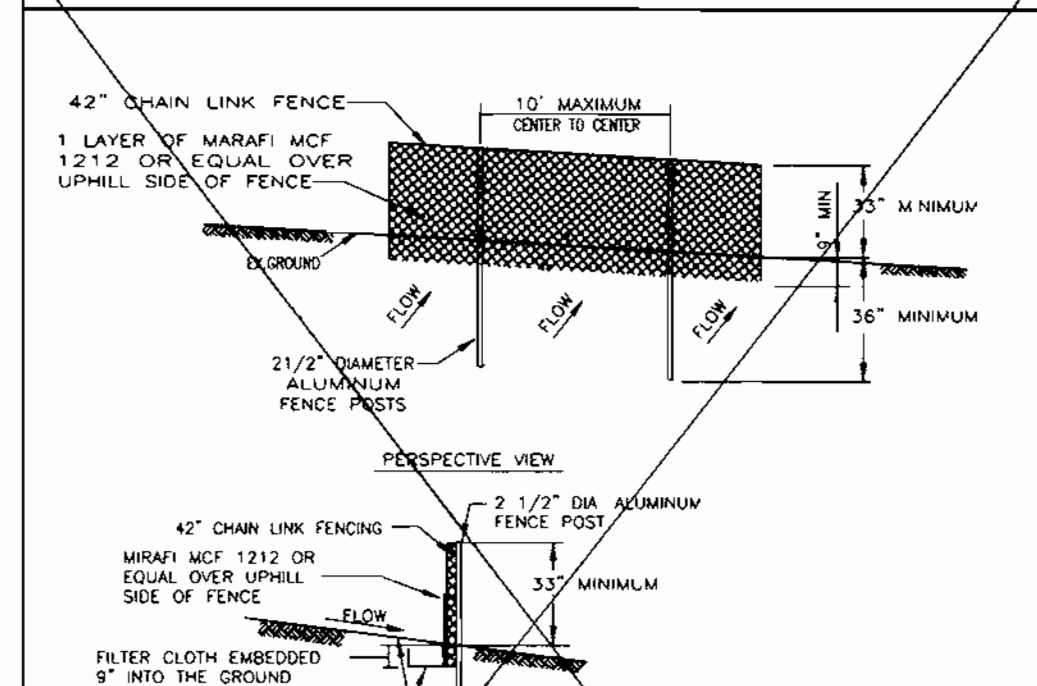 42" CHAIN LINK FENCE
10' MAXIMUM
CENTER TO CENTER
1 LAYER OF MARAFI MCF
1212 OR EQUAL OVER
UPHILL SIDE OF FENCE
9" MIN
33" M NIMUM
EX.GROUND
FLOW
FLOW
FLOW
36" MINIMUM
21/2" DIAMETER
ALUMINUM
FENCE POSTS
PERSPECTIVE VIEW
2 1/2" DIA ALUMINUM
FENCE POST
42" CHAIN LINK FENCING
MIRAFI MCF 1212 OR
EQUAL OVER UPHILL
SIDE OF FENCE
33" MINIMUM
FLOW
FILTER CLOTH EMBEDDED
9" INTO THE GROUND